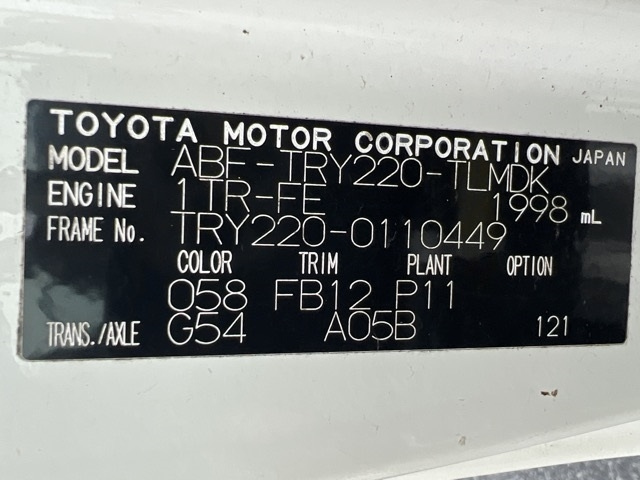 TOYOTA MOTOR CORPORATION JAPAN
MODEL ABF-TRY220-TLMDK
ENGINE 1TR-FE 1998 mL
FRAME No. TRY220-0110449
COLOR TRIM PLANT OPTION
058 FB12 P11
TRANS./AXLE G54 A05B 121